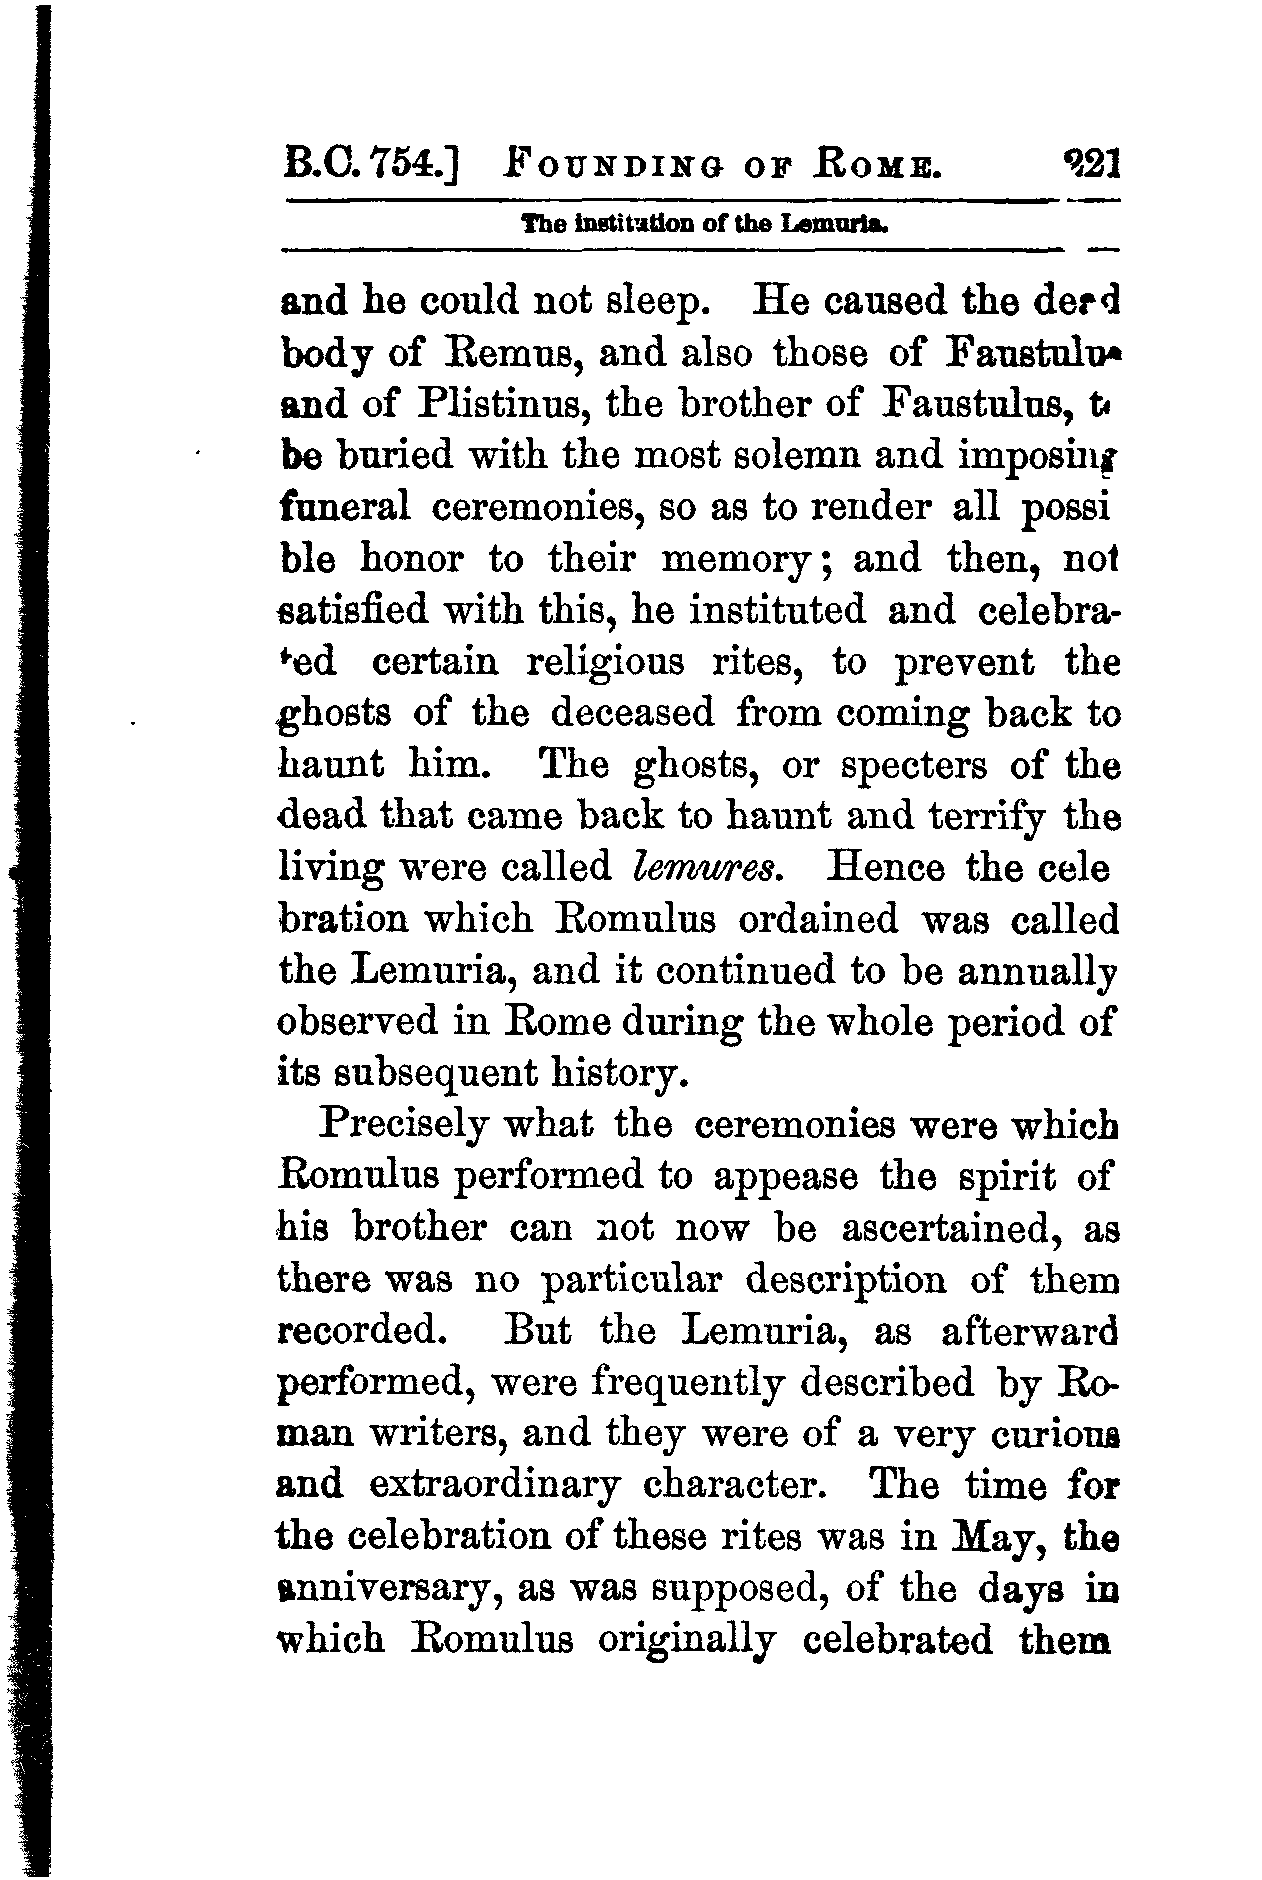 B.C. 754.] FOUNDING OF ROME. 221
The institution of the Lemuria.
and he could not sleep. He caused the dead
body of Remus, and also those of Faustulus
and of Plistinus, the brother of Faustulus, to
be buried with the most solemn and imposing
funeral ceremonies, so as to render all possi
ble honor to their memory; and then, not
satisfied with this, he instituted and celebra-
ted certain religious rites, to prevent the
ghosts of the deceased from coming back to
haunt him. The ghosts, or specters of the
dead that came back to haunt and terrify the
living were called lemures. Hence the cele
bration which Romulus ordained was called
the Lemuria, and it continued to be annually
observed in Rome during the whole period of
its subsequent history.
Precisely what the ceremonies were which
Romulus performed to appease the spirit of
his brother can not now be ascertained, as
there was no particular description of them
recorded. But the Lemuria, as afterward
performed, were frequently described by Ro-
man writers, and they were of a very curious
and extraordinary character. The time for
the celebration of these rites was in May, the
anniversary, as was supposed, of the days in
which Romulus originally celebrated them